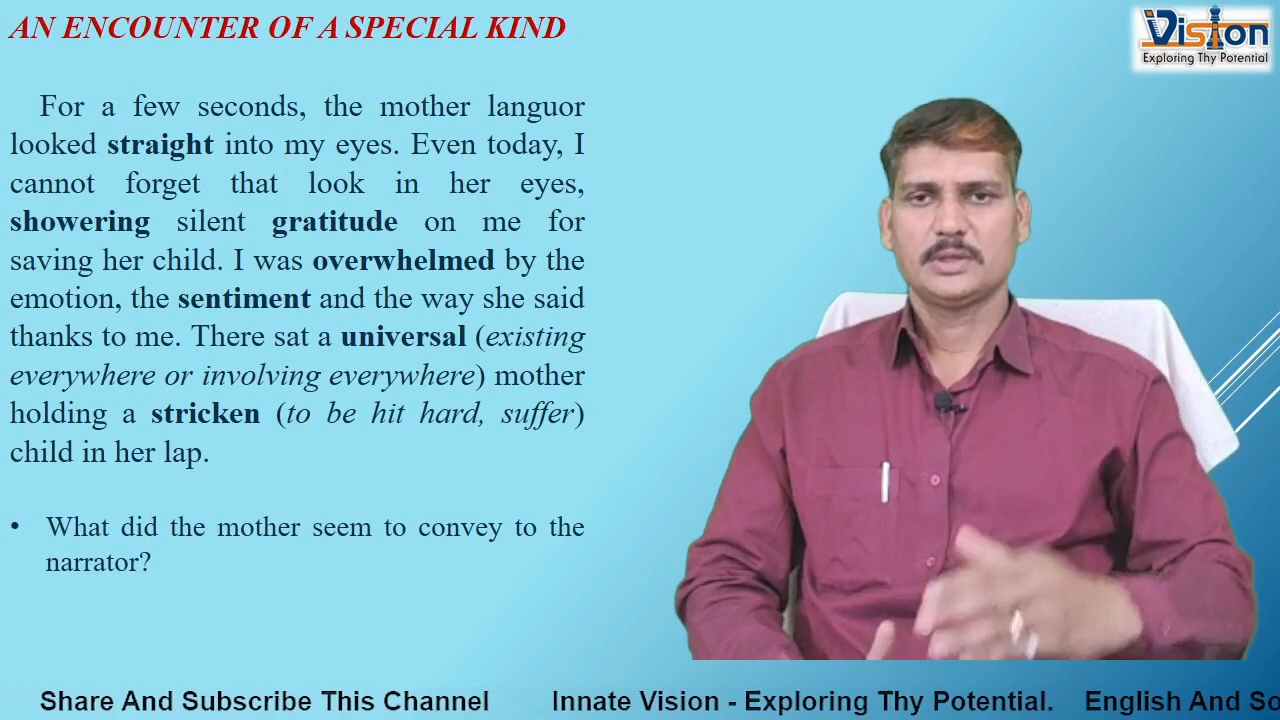 AN ENCOUNTER OF A SPECIAL KIND
Vision
Exploring Thy Potential
For a few seconds, the mother languor
looked straight into my eyes. Even today, I
cannot forget that look in her eyes,
showering silent gratitude on me for
saving her child. I was overwhelmed by the
emotion, the sentiment and the way she said
thanks to me. There sat a universal (existing
everywhere or involving everywhere) mother
holding a stricken (to be hit hard, suffer)
child in her lap.
• What did the mother seem to convey to the
narrator?
Share And Subscribe This Channel Innate Vision - Exploring Thy Potential. English And Sc